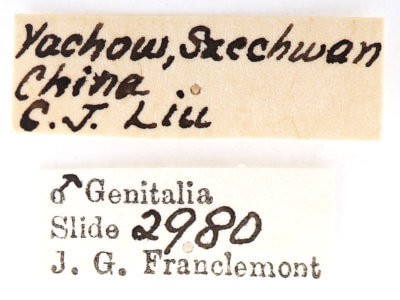 Yachow, Szechwan
China
C. J. Liu
♂ Genitalia
Slide 2980
J. G. Franclemont